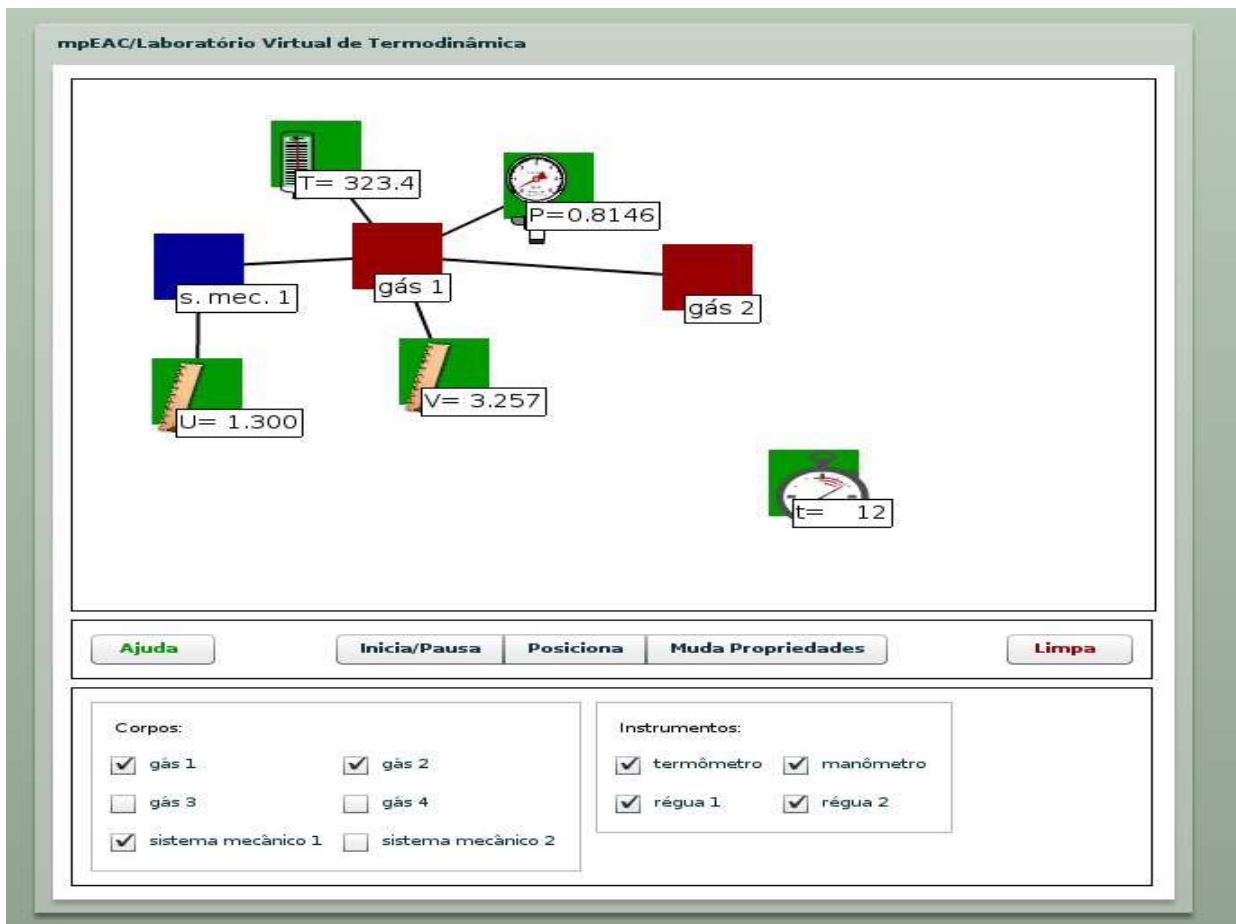 mpEAC/Laboratório Virtual de Termodinâmica
T= 323.4
P=0.8146
s. mec. 1
gás 1
gás 2
U= 1.300
V= 3.257
t= 12
Ajuda
Inicia/Pausa
Posiciona
Muda Propriedades
Limpa
Corpos:
gás 1
gás 2
gás 3
gás 4
sistema mecânico 1
sistema mecânico 2
Instrumentos:
termômetro
manômetro
régua 1
régua 2